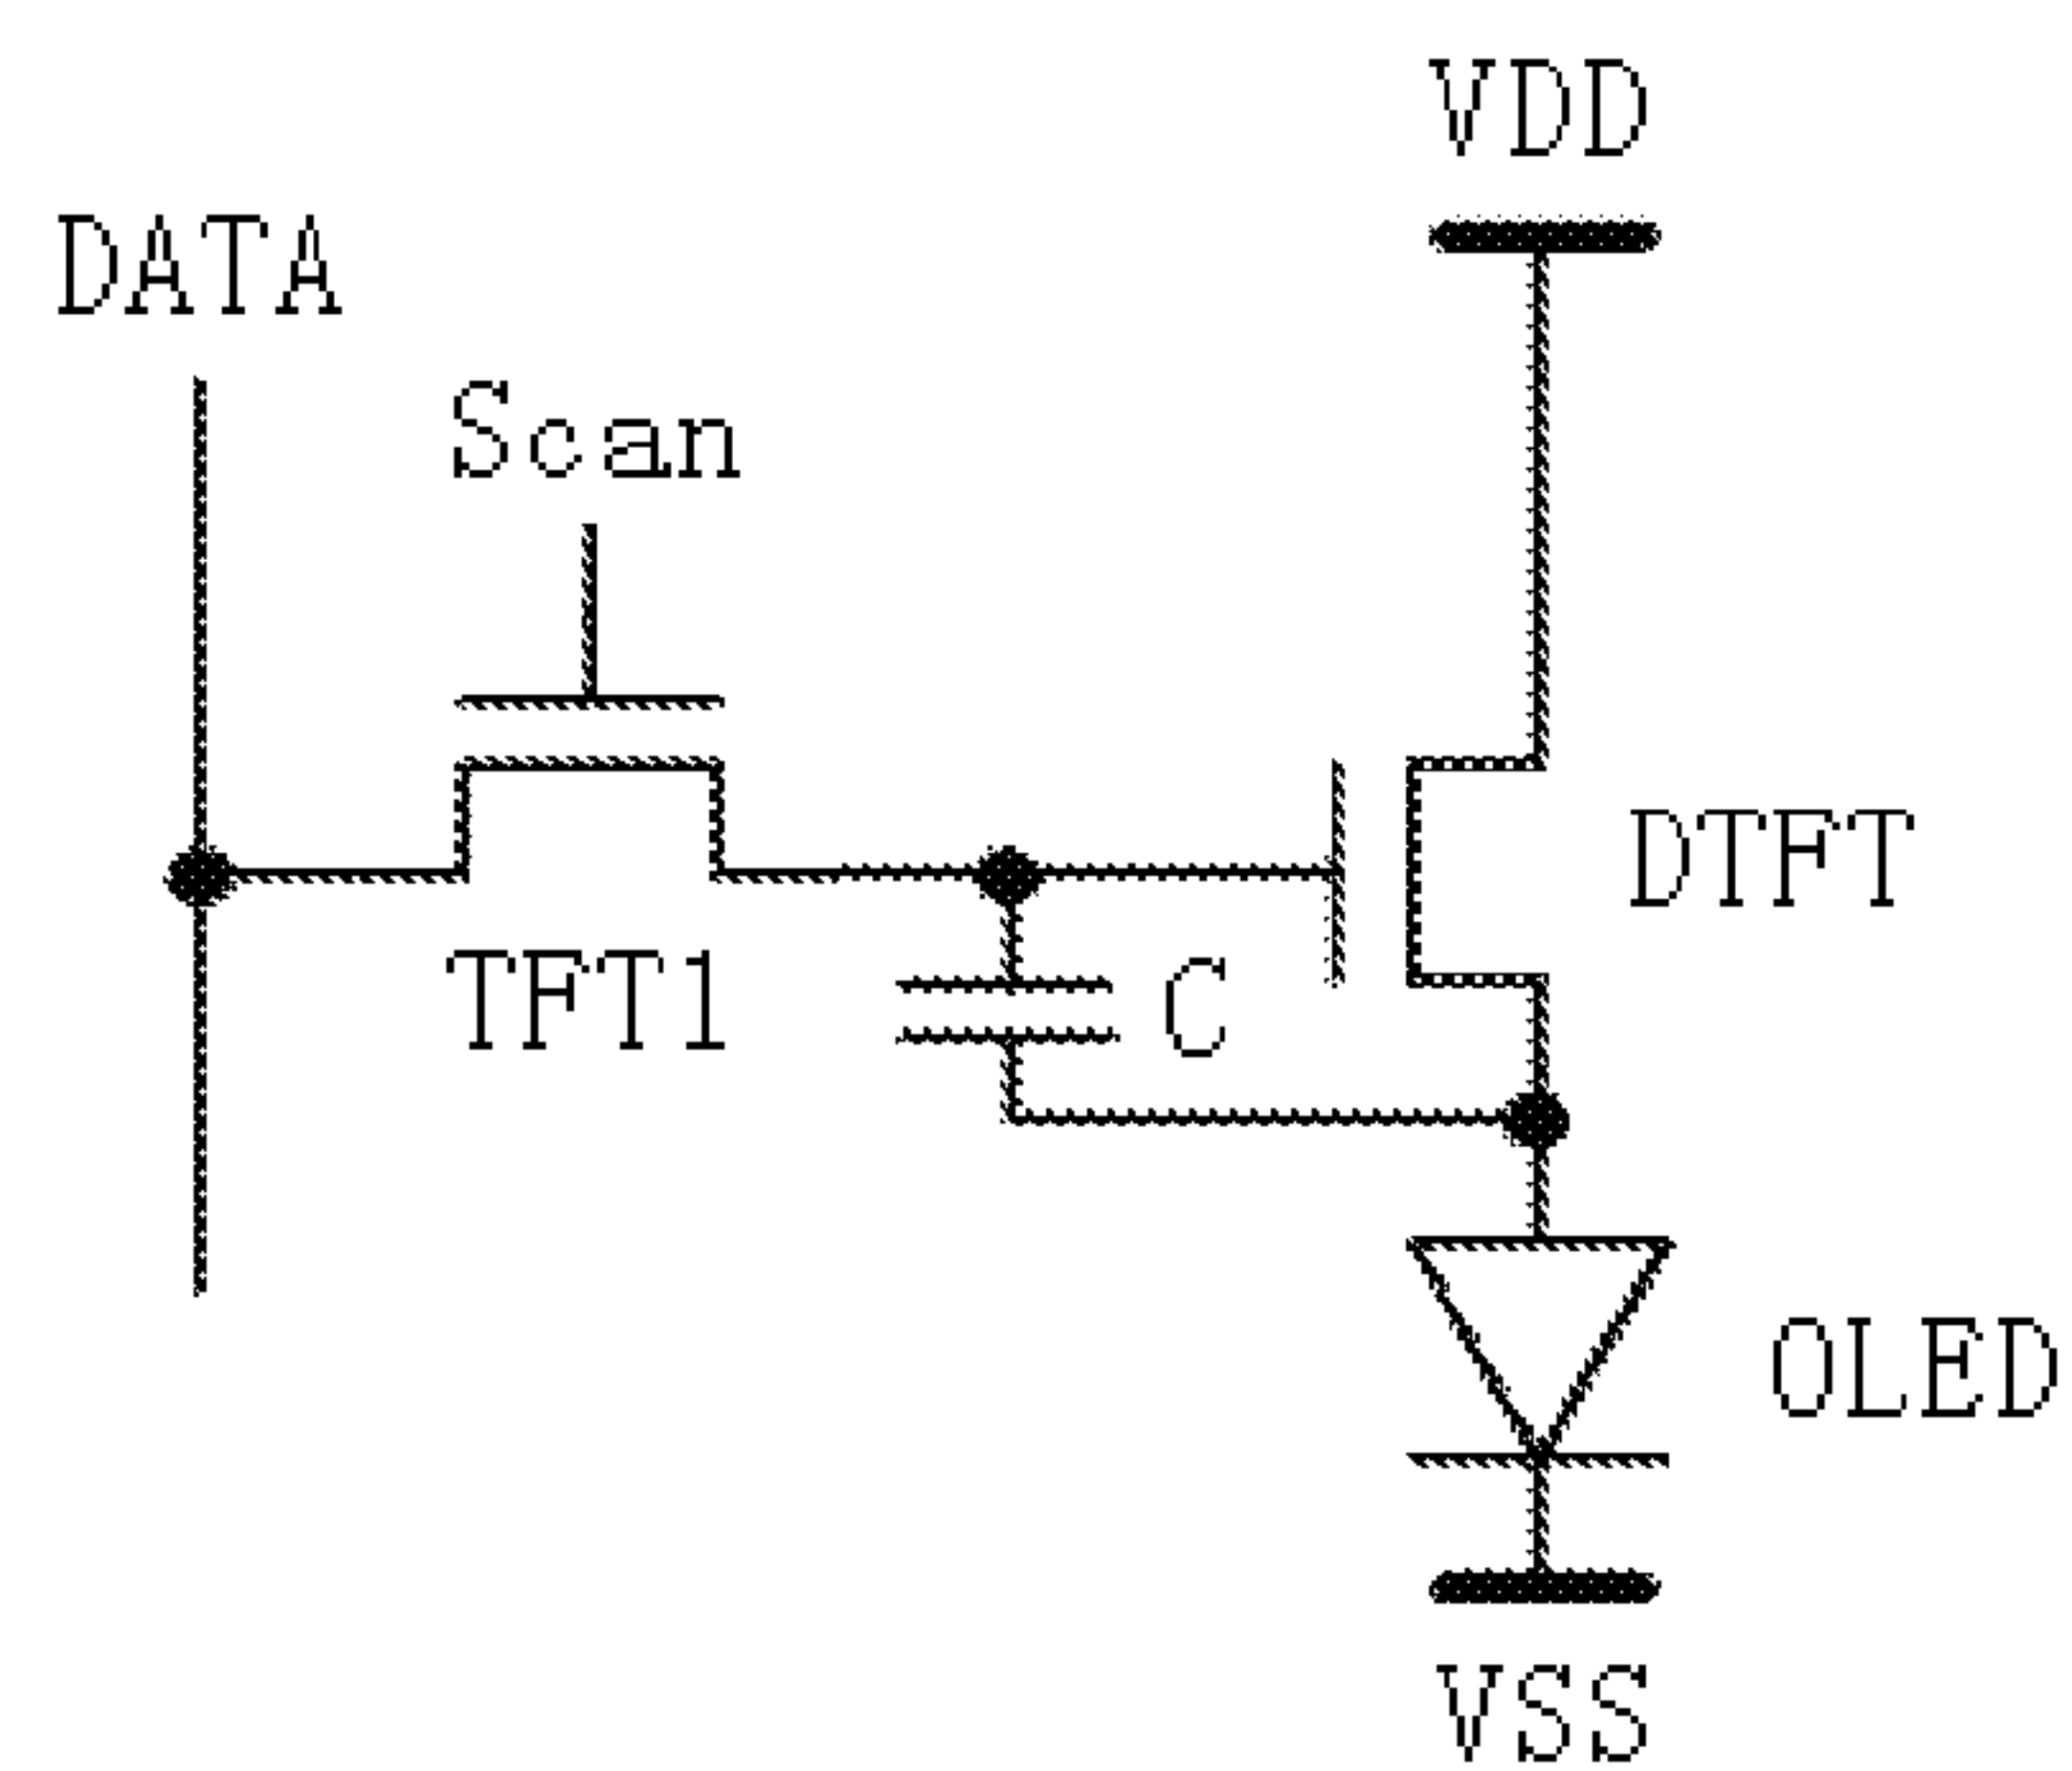 VDD
DATA
Scan
DTFT
TFT1
C
OLED
VSS